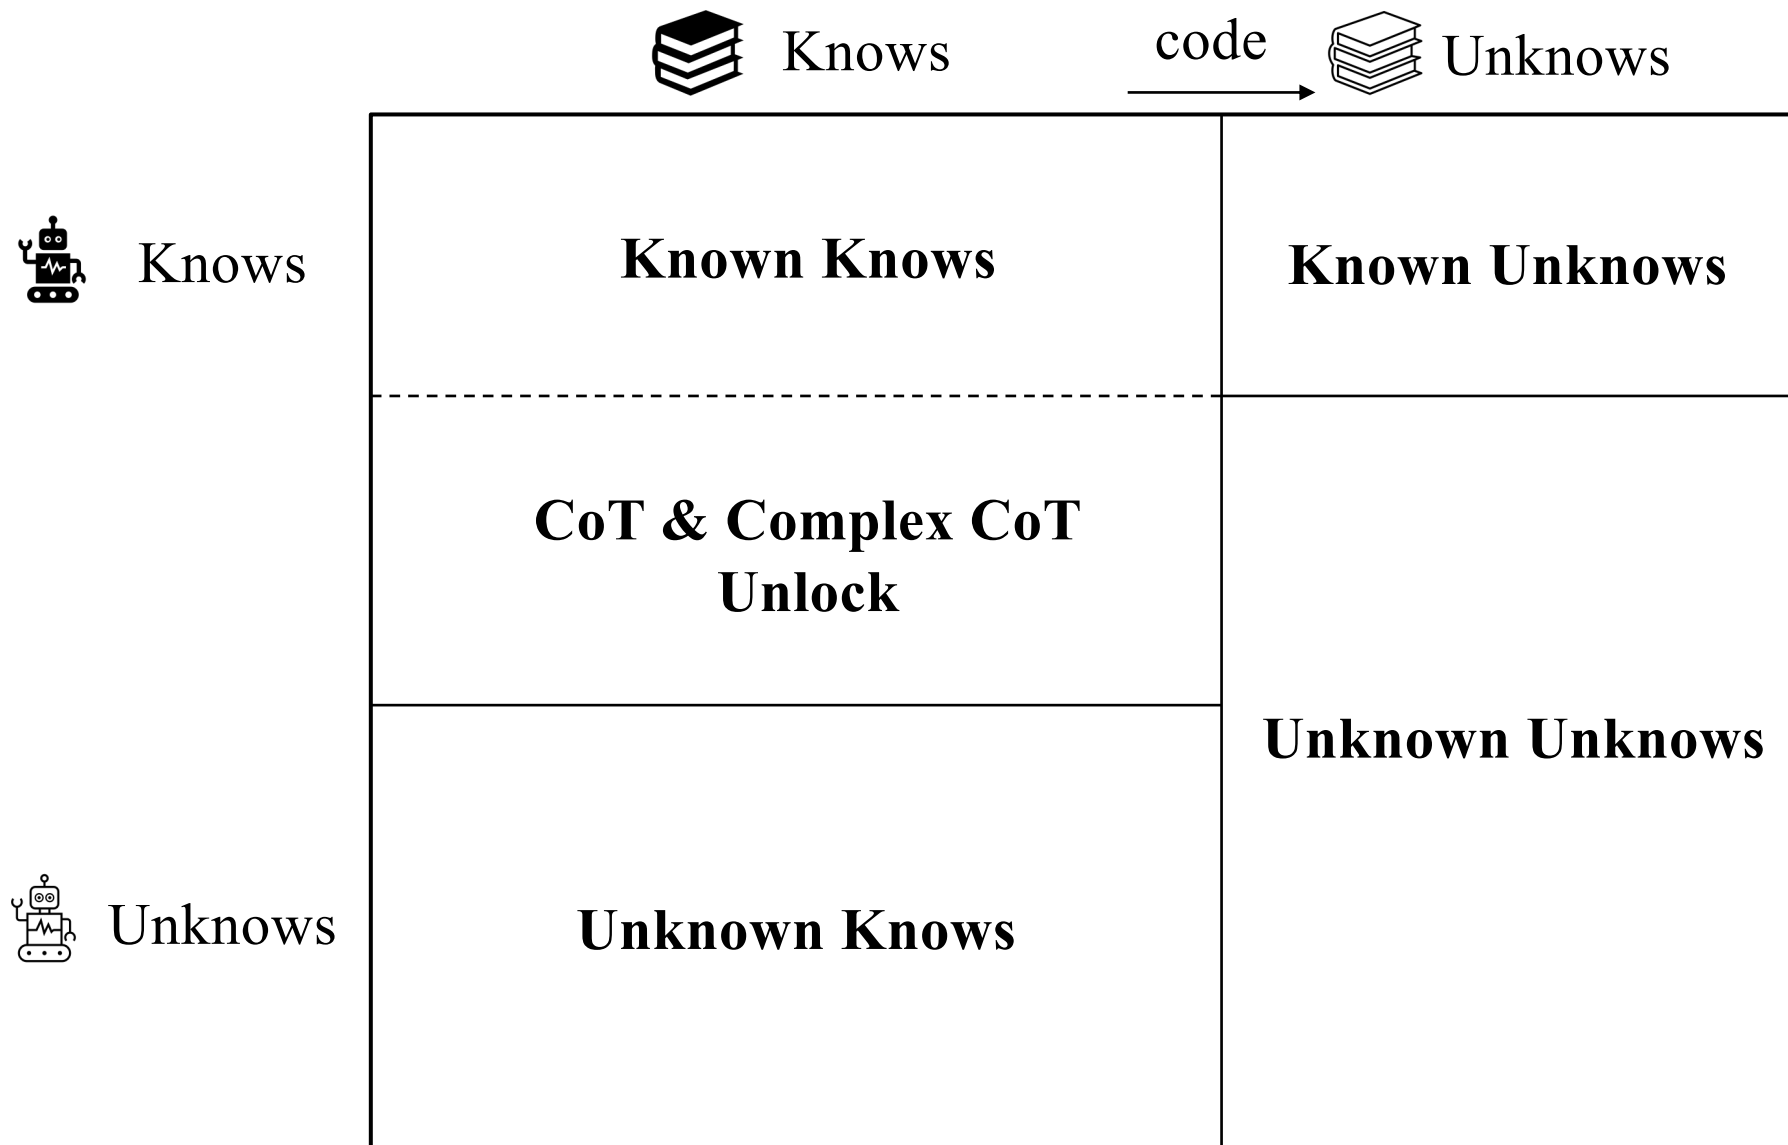 Knows
code
Unknows
Knows
Known Knows
Known Unknows
CoT & Complex CoT
Unlock
Unknown Unknows
Unknows
Unknown Knows